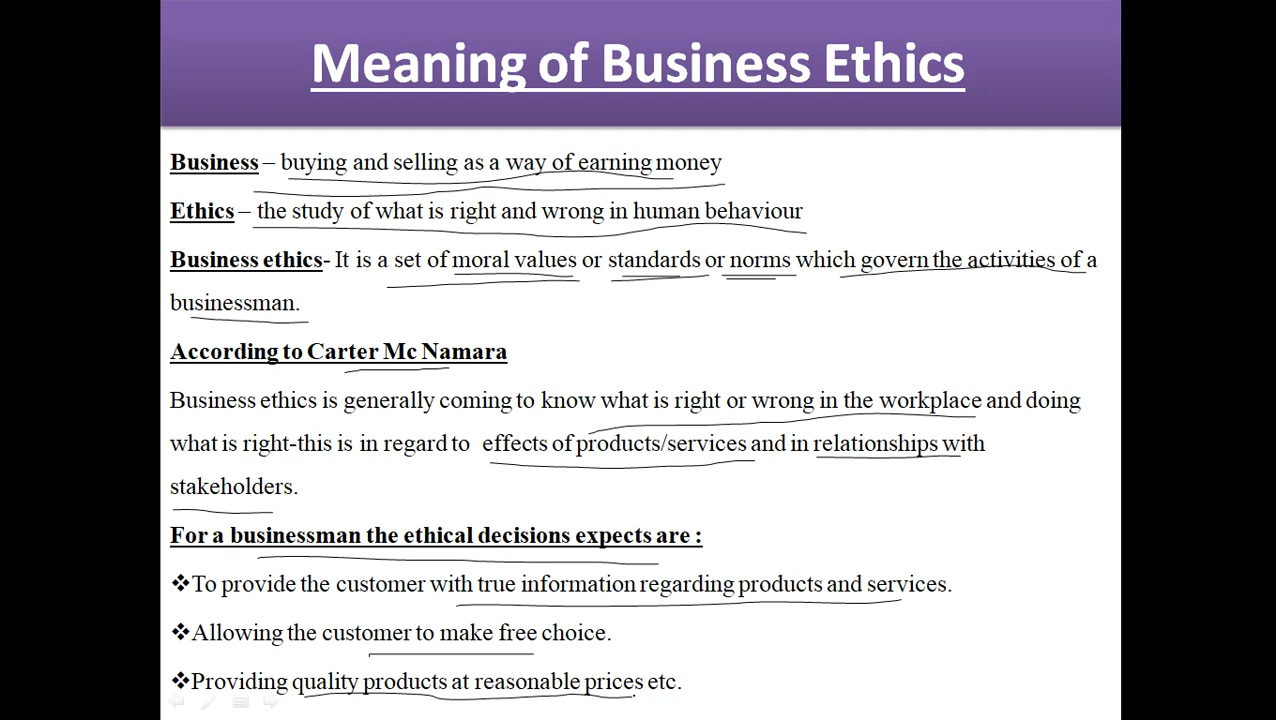 Meaning of Business Ethics
Business – buying and selling as a way of earning money
Ethics – the study of what is right and wrong in human behaviour
Business ethics- It is a set of moral values or standards or norms which govern the activities of a
businessman.
According to Carter Mc Namara
Business ethics is generally coming to know what is right or wrong in the workplace and doing
what is right-this is in regard to effects of products/services and in relationships with
stakeholders.
For a businessman the ethical decisions expects are :
❖To provide the customer with true information regarding products and services.
❖Allowing the customer to make free choice.
❖Providing quality products at reasonable prices etc.